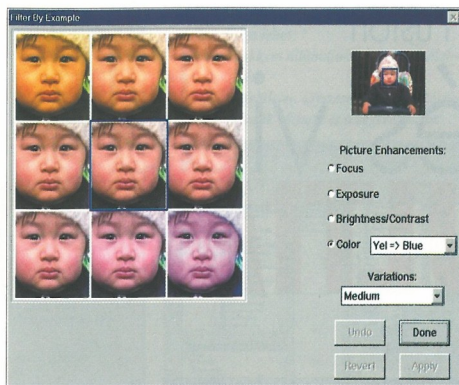 Filter By Example
Picture Enhancements:
Focus
Exposure
Brightness/Contrast
Color
Yel => Blue
Variations:
Medium
Undo
Done
Revert
Apply